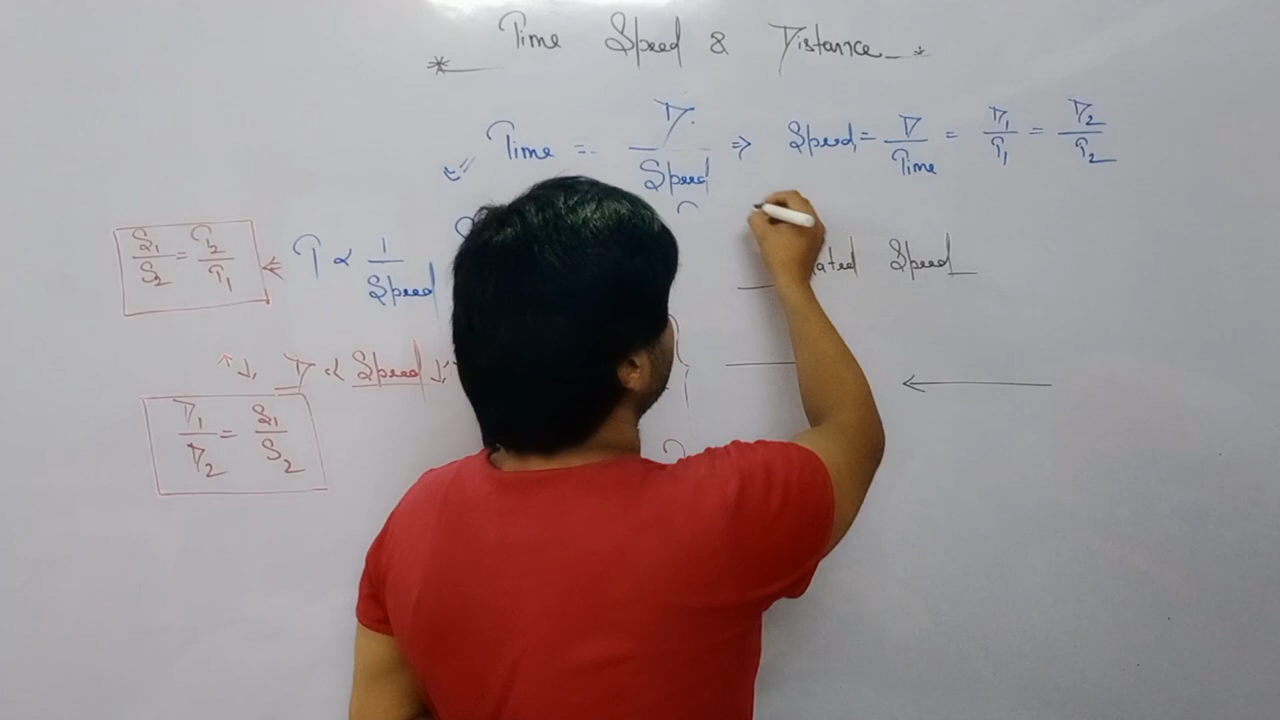 * Time Speed & Distance *
Time = D/Speed ⇒ Speed = D/Time = D₁/T₁ = D₂/T₂
S₁/S₂ = T₂/T₁ ⇐ T ∝ 1/Speed
Speed
↑↓ D ∝ Speed ↓
D₁/D₂ = S₁/S₂